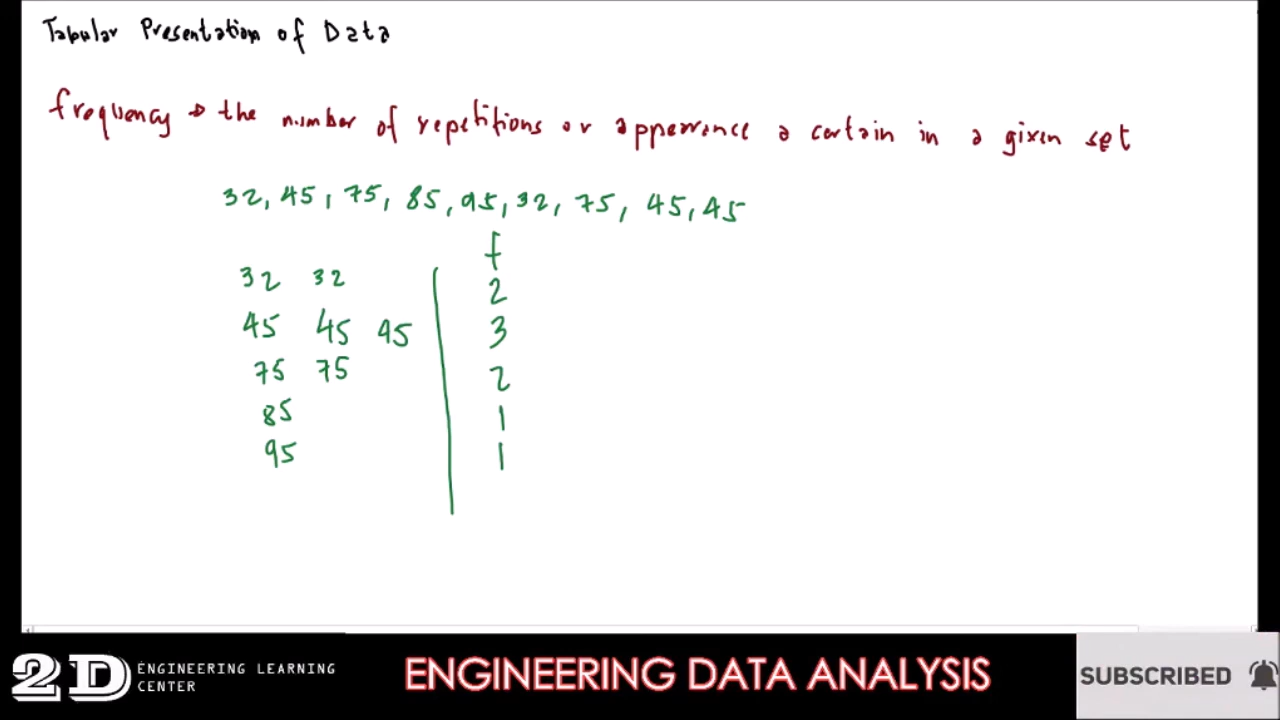 Tabular Presentation of Data
frequency → the number of repetitions or appearance a certain in a given set
32, 45, 75, 85, 95, 32, 75, 45, 45
f
32 32 2
45 45 45 3
75 75 2
85 1
95 1
2D ENGINEERING LEARNING CENTER
ENGINEERING DATA ANALYSIS
SUBSCRIBED